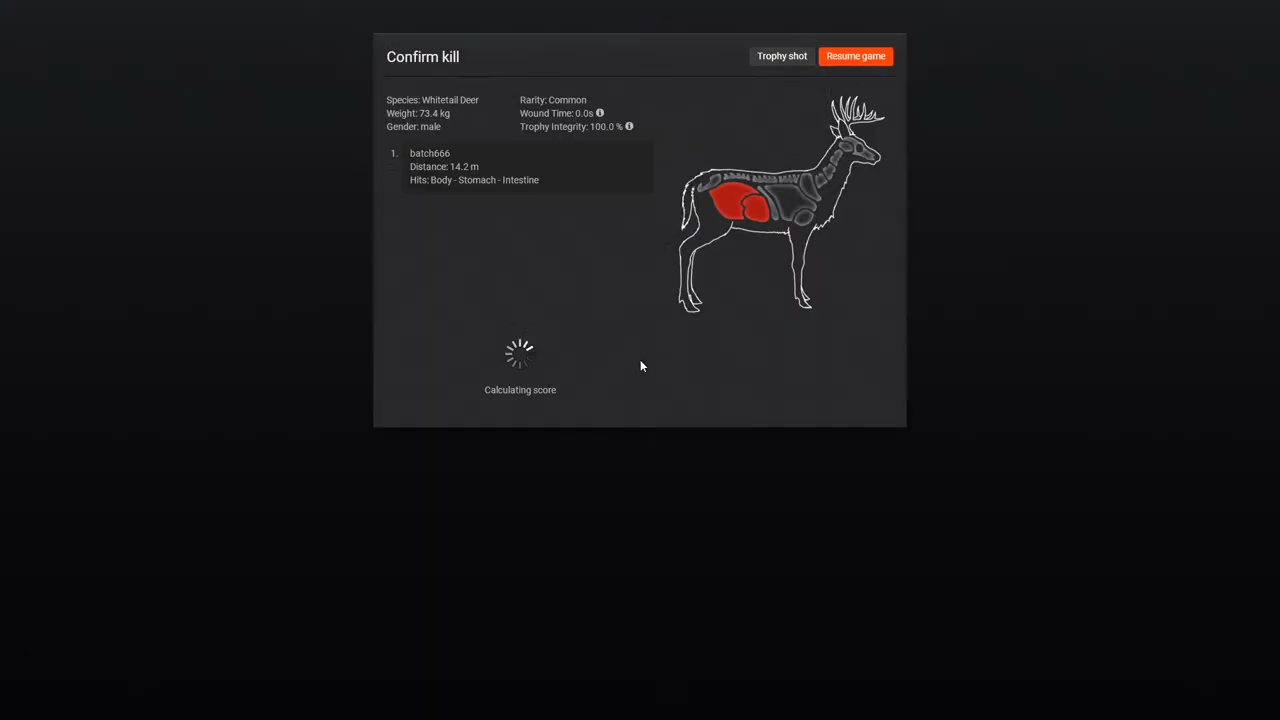 Confirm kill
Trophy shot
Resume game
Species: Whitetail Deer
Weight: 73.4 kg
Gender: male
Rarity: Common
Wound Time: 0.0s
Trophy Integrity: 100.0 %
1. batch666
Distance: 14.2 m
Hits: Body - Stomach - Intestine
Calculating score